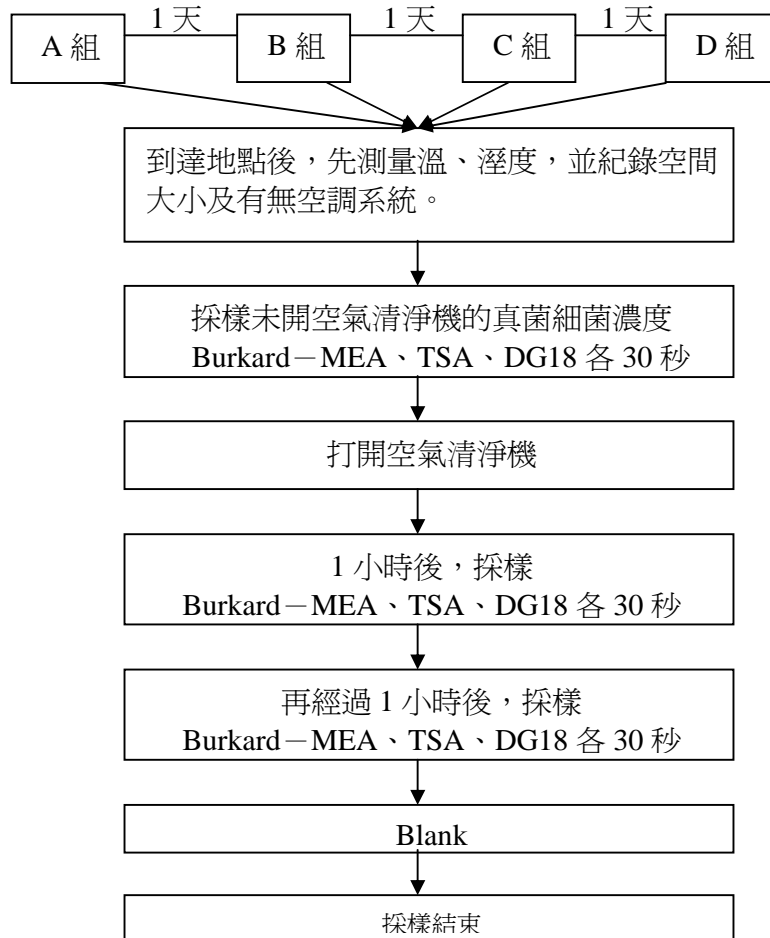 1 天 1 天 1 天
A 組 B 組 C 組 D 組
到達地點後，先測量溫、溼度，並紀錄空間
大小及有無空調系統。
採樣未開空氣清淨機的真菌細菌濃度
Burkard－MEA、TSA、DG18 各 30 秒
打開空氣清淨機
1 小時後，採樣
Burkard－MEA、TSA、DG18 各 30 秒
再經過 1 小時後，採樣
Burkard－MEA、TSA、DG18 各 30 秒
Blank
採樣結束